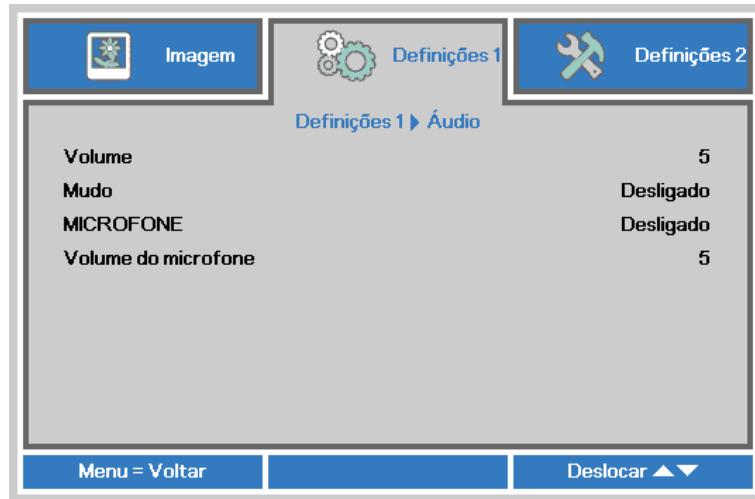 Imagem
Definições 1
Definições 2
Definições 1 Áudio
Volume 5
Mudo Desligado
MICROFONE Desligado
Volume do microfone 5
Menu = Voltar
Deslocar